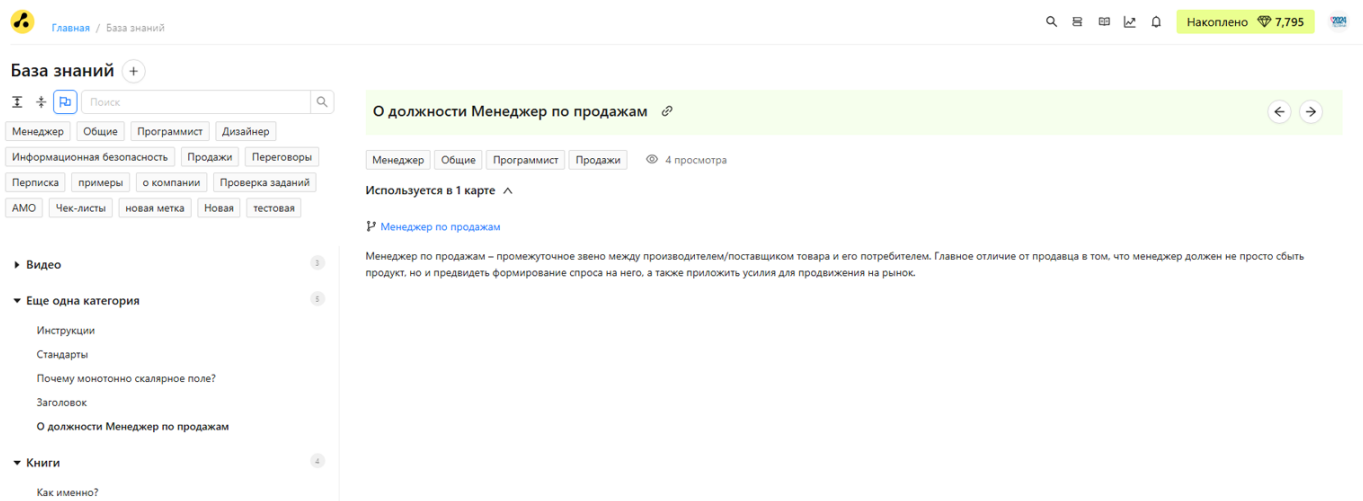 Главная / База знаний
Накоплено 7,795
2024
База знаний
Поиск
Менеджер Общие Программист Дизайнер
Информационная безопасность Продажи Переговоры
Перписка примеры о компании Проверка заданий
АМО Чек-листы новая метка Новая тестовая
Видео 3
Еще одна категория 5
Инструкции
Стандарты
Почему монотонно скалярное поле?
Заголовок
О должности Менеджер по продажам
Книги 4
Как именно?
О должности Менеджер по продажам
Менеджер Общие Программист Продажи 4 просмотра
Используется в 1 карте
Менеджер по продажам
Менеджер по продажам – промежуточное звено между производителем/поставщиком товара и его потребителем. Главное отличие от продавца в том, что менеджер должен не просто сбыть
продукт, но и предвидеть формирование спроса на него, а также приложить усилия для продвижения на рынок.